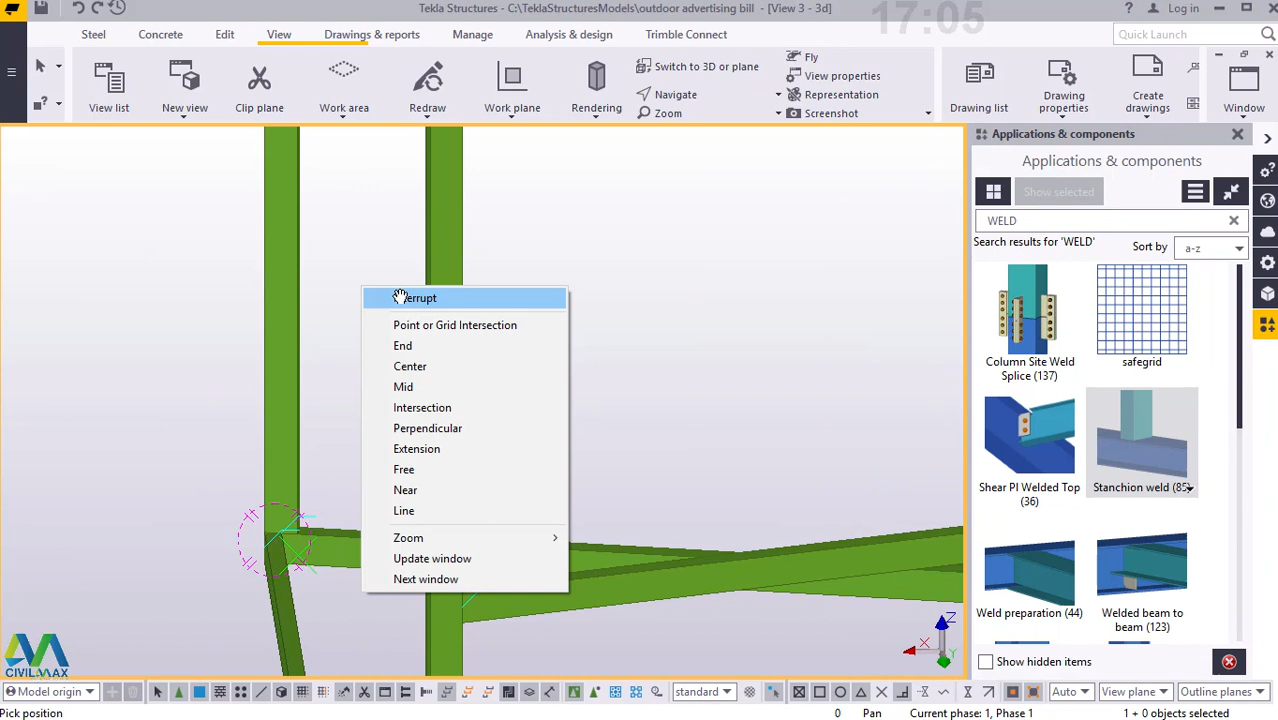 Tekla Structures - C:\TeklaStructuresModels\outdoor advertising bill - [View 3 - 3d]
17:05
Log in
Steel
Concrete
Edit
View
Drawings & reports
Manage
Analysis & design
Trimble Connect
Quick Launch
View list
New view
Clip plane
Work area
Redraw
Work plane
Rendering
Switch to 3D or plane
Navigate
Zoom
Fly
View properties
Representation
Screenshot
Drawing list
Drawing properties
Create drawings
Window
Applications & components
Applications & components
Show selected
WELD
Search results for 'WELD'
Sort by
a-z
Column Site Weld
Splice (137)
safegrid
Shear Pl Welded Top
(36)
Stanchion weld (85)
Weld preparation (44)
Welded beam to
beam (123)
Show hidden items
Point or Grid Intersection
End
Center
Mid
Intersection
Perpendicular
Extension
Free
Near
Line
Zoom
Update window
Next window
Z
X
Y
CIVILMAX
Model origin
standard
Auto
View plane
Outline planes
Pick position
0
Pan
Current phase: 1, Phase 1
1 + 0 objects selected